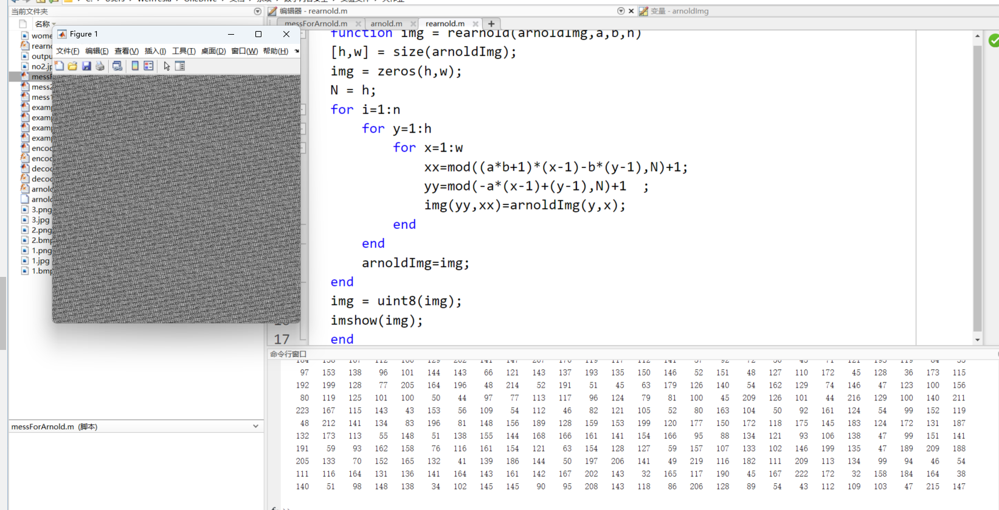 当前文件夹
编辑器 - rearnold.m
变量 - arnoldImg
名称
messForArnold.m
arnold.m
rearnold.m
Figure 1
文件(F) 编辑(E) 查看(V) 插入(I) 工具(T) 桌面(D) 窗口(W) 帮助(H)
wome
rearno
outpu
no2.jp
messF
mess2
mess1
examp
examp
examp
examp
encod
encod
decod
decod
arnold
arnold
3.png
3.jpg
2.png
2.bmp
1.png
1.jpg
1.bmp
function img = rearnold(arnoldImg,a,b,n)
[h,w] = size(arnoldImg);
img = zeros(h,w);
N = h;
for i=1:n
for y=1:h
for x=1:w
xx=mod((a*b+1)*(x-1)-b*(y-1),N)+1;
yy=mod(-a*(x-1)+(y-1),N)+1 ;
img(yy,xx)=arnoldImg(y,x);
end
end
arnoldImg=img;
end
img = uint8(img);
imshow(img);
17 end
命令行窗口
97 153 138 96 101 144 143 66 121 143 137 193 135 150 146 52 151 48 127 110 172 45 128 36 173 115
192 199 128 77 205 164 196 48 214 52 191 51 45 63 179 126 140 54 162 129 74 146 47 123 100 156
80 119 125 101 100 50 44 97 77 113 117 96 124 79 81 100 45 209 126 101 44 216 129 100 140 211
223 167 115 143 43 153 56 109 54 112 46 82 121 105 52 80 163 104 50 92 161 124 54 99 152 119
48 212 141 134 83 196 81 148 156 189 128 159 153 199 120 177 150 172 118 175 145 183 124 172 131 187
132 173 113 55 148 51 138 155 144 168 166 161 141 154 166 95 88 134 121 93 106 138 47 99 151 141
191 59 93 162 158 76 116 161 154 121 63 154 128 127 59 157 107 133 102 146 199 135 47 189 209 188
205 133 70 152 165 132 41 139 186 144 50 197 206 141 49 219 116 182 111 209 113 134 99 94 46 54
111 116 164 131 136 141 164 143 161 142 167 202 143 32 165 117 190 45 167 222 172 32 158 184 164 38
140 51 98 148 138 34 102 145 145 90 95 208 143 118 86 206 128 89 54 43 112 109 103 47 215 147
messForArnold.m (脚本)